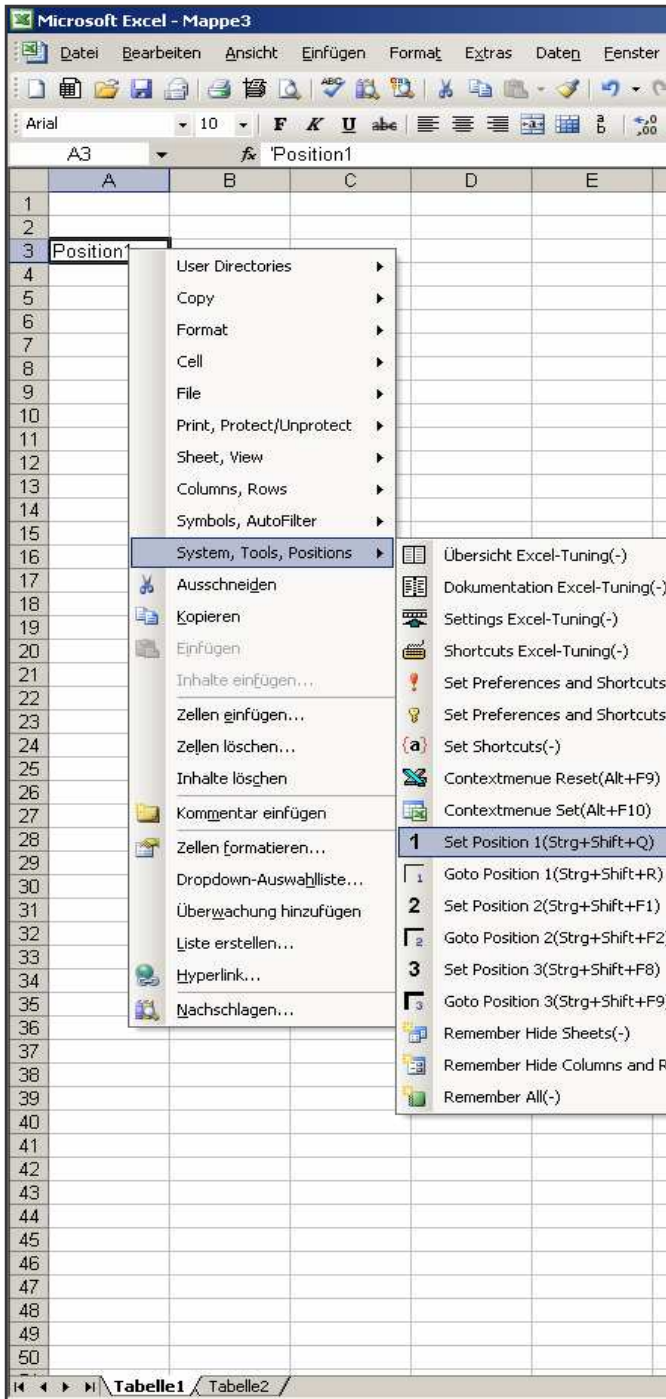 Microsoft Excel - Mappe3
Datei Bearbeiten Ansicht Einfügen Format Extras Daten Fenster
Arial 10 F K U abc
A3 fx 'Position1
A B C D E
1
2
3 Position1
4
5
6
7
8
9
10
11
12
13
14
15
16
17
18
19
20
21
22
23
24
25
26
27
28
29
30
31
32
33
34
35
36
37
38
39
40
41
42
43
44
45
46
47
48
49
50
User Directories
Copy
Format
Cell
File
Print, Protect/Unprotect
Sheet, View
Columns, Rows
Symbols, AutoFilter
System, Tools, Positions
Ausschneiden
Kopieren
Einfügen
Inhalte einfügen...
Zellen einfügen...
Zellen löschen...
Inhalte löschen
Kommentar einfügen
Zellen formatieren...
Dropdown-Auswahlliste...
Überwachung hinzufügen
Liste erstellen...
Hyperlink...
Nachschlagen...
Übersicht Excel-Tuning(-)
Dokumentation Excel-Tuning(-)
Settings Excel-Tuning(-)
Shortcuts Excel-Tuning(-)
Set Preferences and Shortcuts
Set Preferences and Shortcuts
{a} Set Shortcuts(-)
Contextmenue Reset(Alt+F9)
Contextmenue Set(Alt+F10)
1 Set Position 1(Strg+Shift+Q)
1 Goto Position 1(Strg+Shift+R)
2 Set Position 2(Strg+Shift+F1)
2 Goto Position 2(Strg+Shift+F2)
3 Set Position 3(Strg+Shift+F8)
3 Goto Position 3(Strg+Shift+F9)
Remember Hide Sheets(-)
Remember Hide Columns and R
Remember All(-)
Tabelle1 Tabelle2